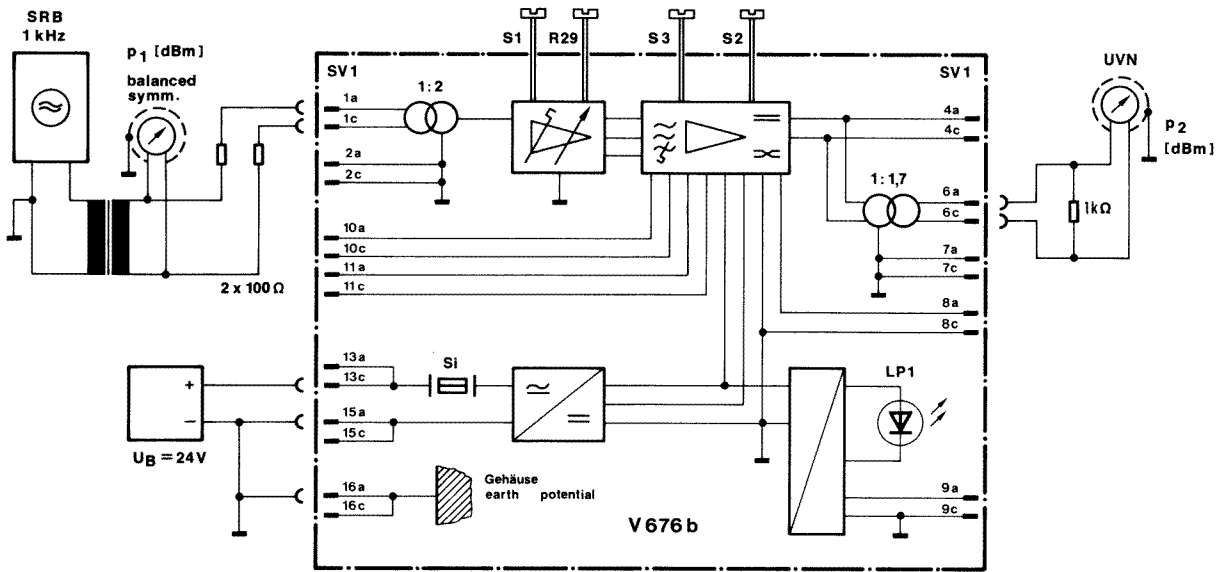 SRB
1 kHz
p1 [dBm]
balanced
symm.
2 x 100 Ω
S1
R29
S3
S2
SV1
SV1
1a
1c
1:2
2a
2c
10a
10c
11a
11c
4a
4c
1:1,7
6a
6c
7a
7c
8a
8c
UVN
p2
[dBm]
1kΩ
+
−
UB = 24V
13a
13c
Si
15a
15c
16a
16c
Gehäuse
earth potential
LP1
9a
9c
V676b